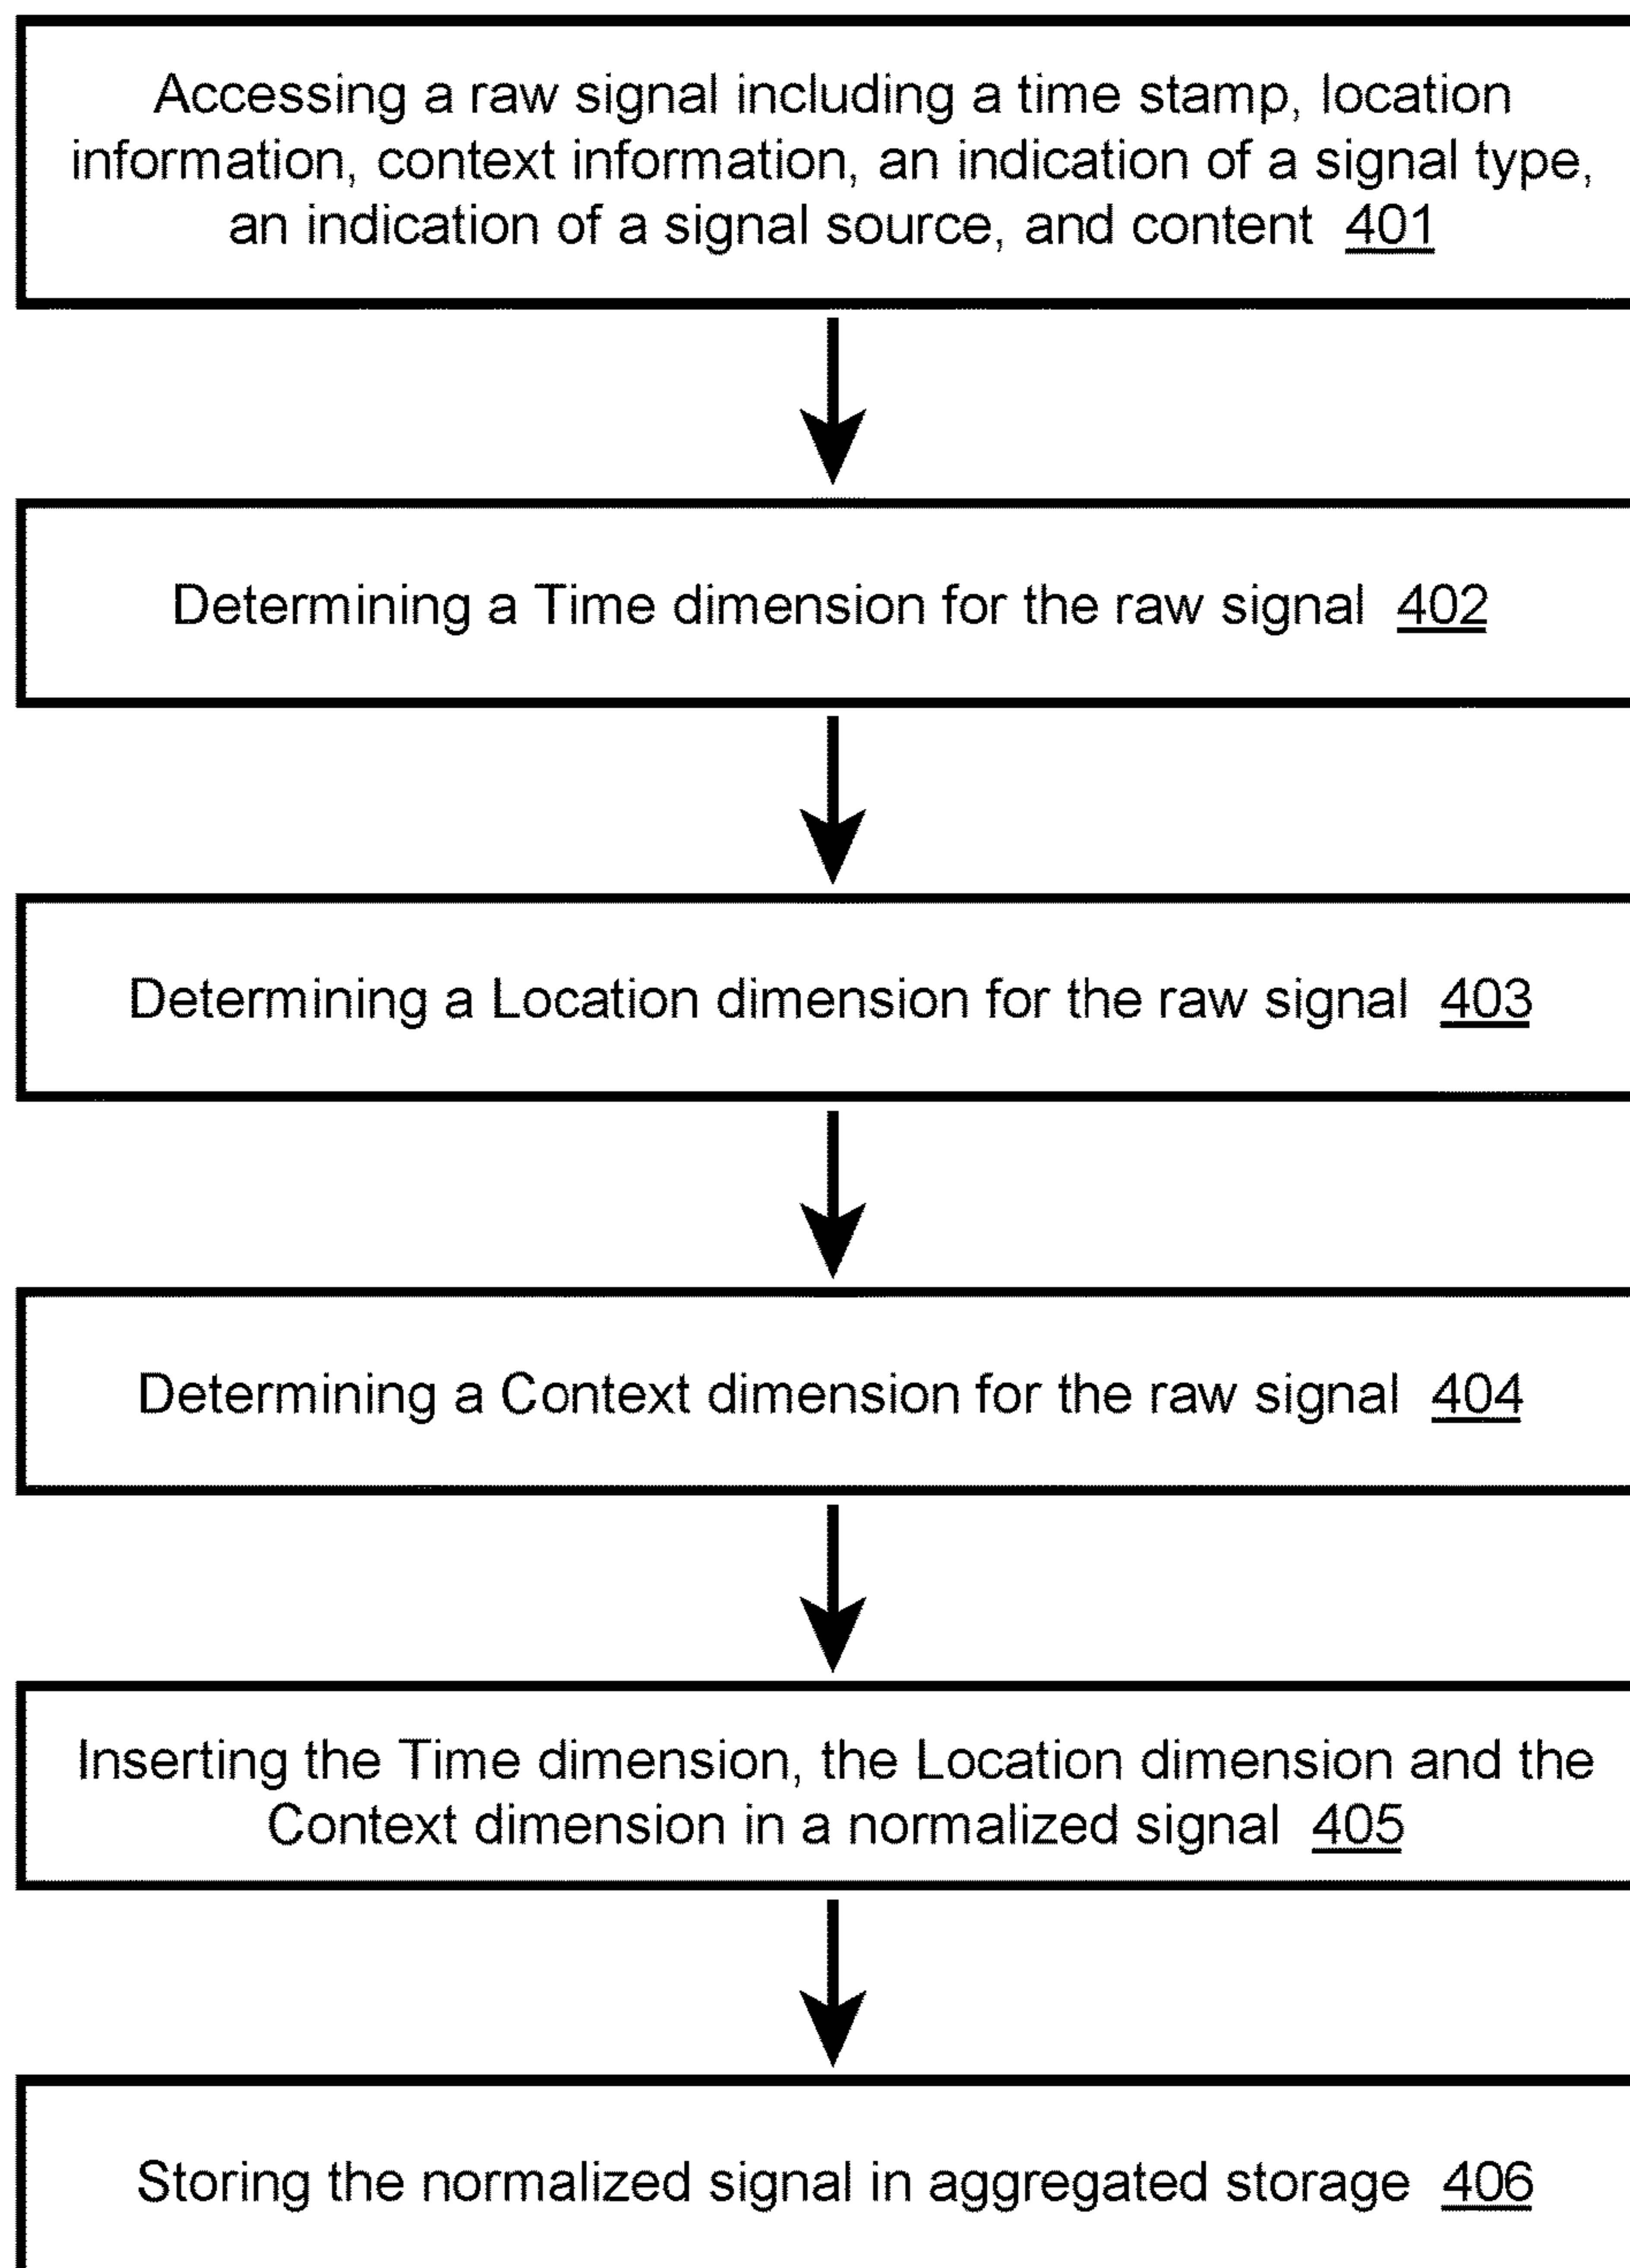 Accessing a raw signal including a time stamp, location
information, context information, an indication of a signal type,
an indication of a signal source, and content 401
Determining a Time dimension for the raw signal 402
Determining a Location dimension for the raw signal 403
Determining a Context dimension for the raw signal 404
Inserting the Time dimension, the Location dimension and the
Context dimension in a normalized signal 405
Storing the normalized signal in aggregated storage 406